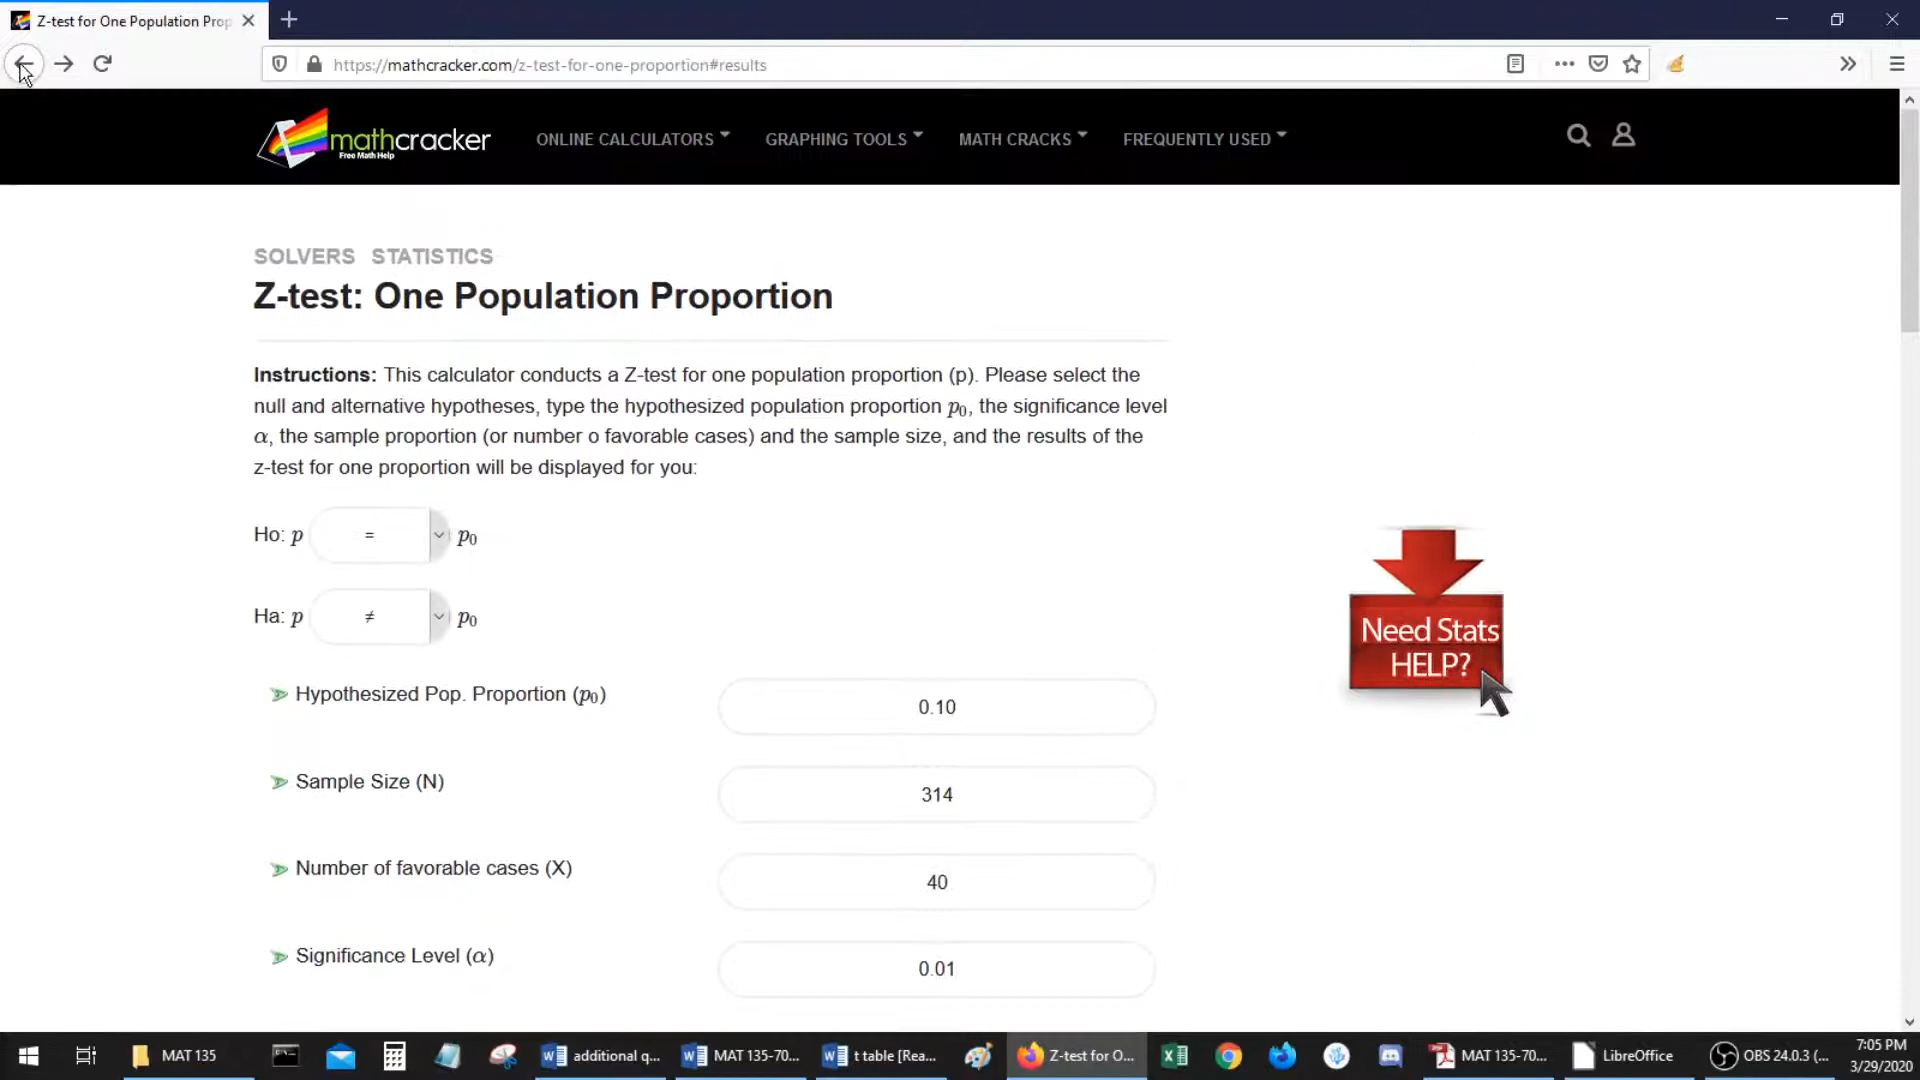 Z-test for One Population Prop
https://mathcracker.com/z-test-for-one-proportion#results
mathcracker
Free Math Help
ONLINE CALCULATORS
GRAPHING TOOLS
MATH CRACKS
FREQUENTLY USED
SOLVERS STATISTICS
Z-test: One Population Proportion
Instructions: This calculator conducts a Z-test for one population proportion (p). Please select the
null and alternative hypotheses, type the hypothesized population proportion p0, the significance level
α, the sample proportion (or number o favorable cases) and the sample size, and the results of the
z-test for one proportion will be displayed for you:
Ho: p = p0
Ha: p ≠ p0
Need Stats
HELP?
Hypothesized Pop. Proportion (p0) 0.10
Sample Size (N) 314
Number of favorable cases (X) 40
Significance Level (α) 0.01
MAT 135
additional q...
MAT 135-70...
t table [Rea...
Z-test for O...
MAT 135-70...
LibreOffice
OBS 24.0.3 (...
7:05 PM
3/29/2020